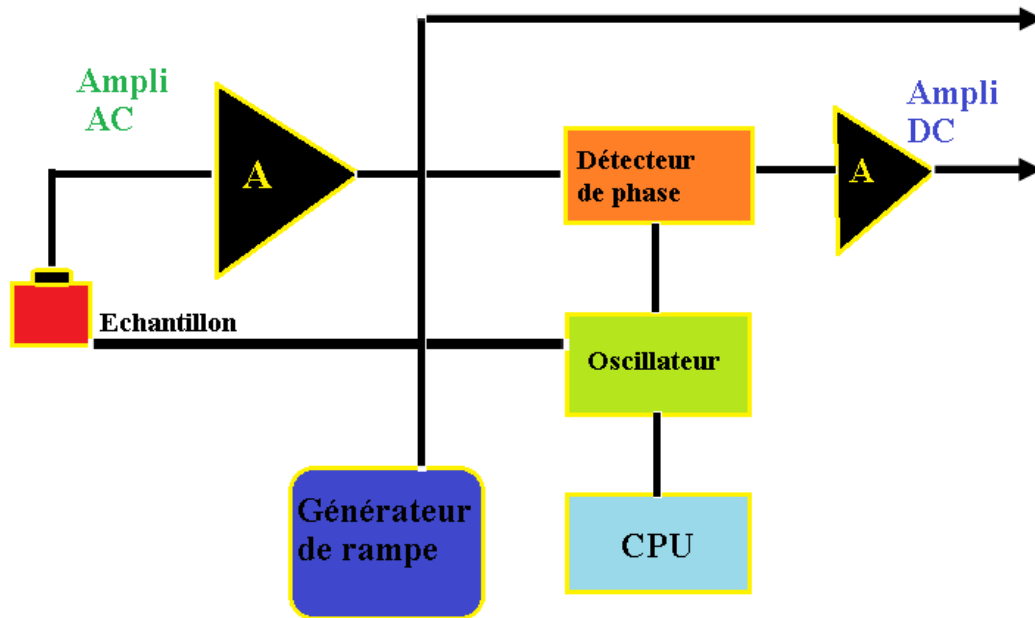 Ampli
AC
A
Détecteur
de phase
A
Ampli
DC
Echantillon
Oscillateur
Générateur
de rampe
CPU